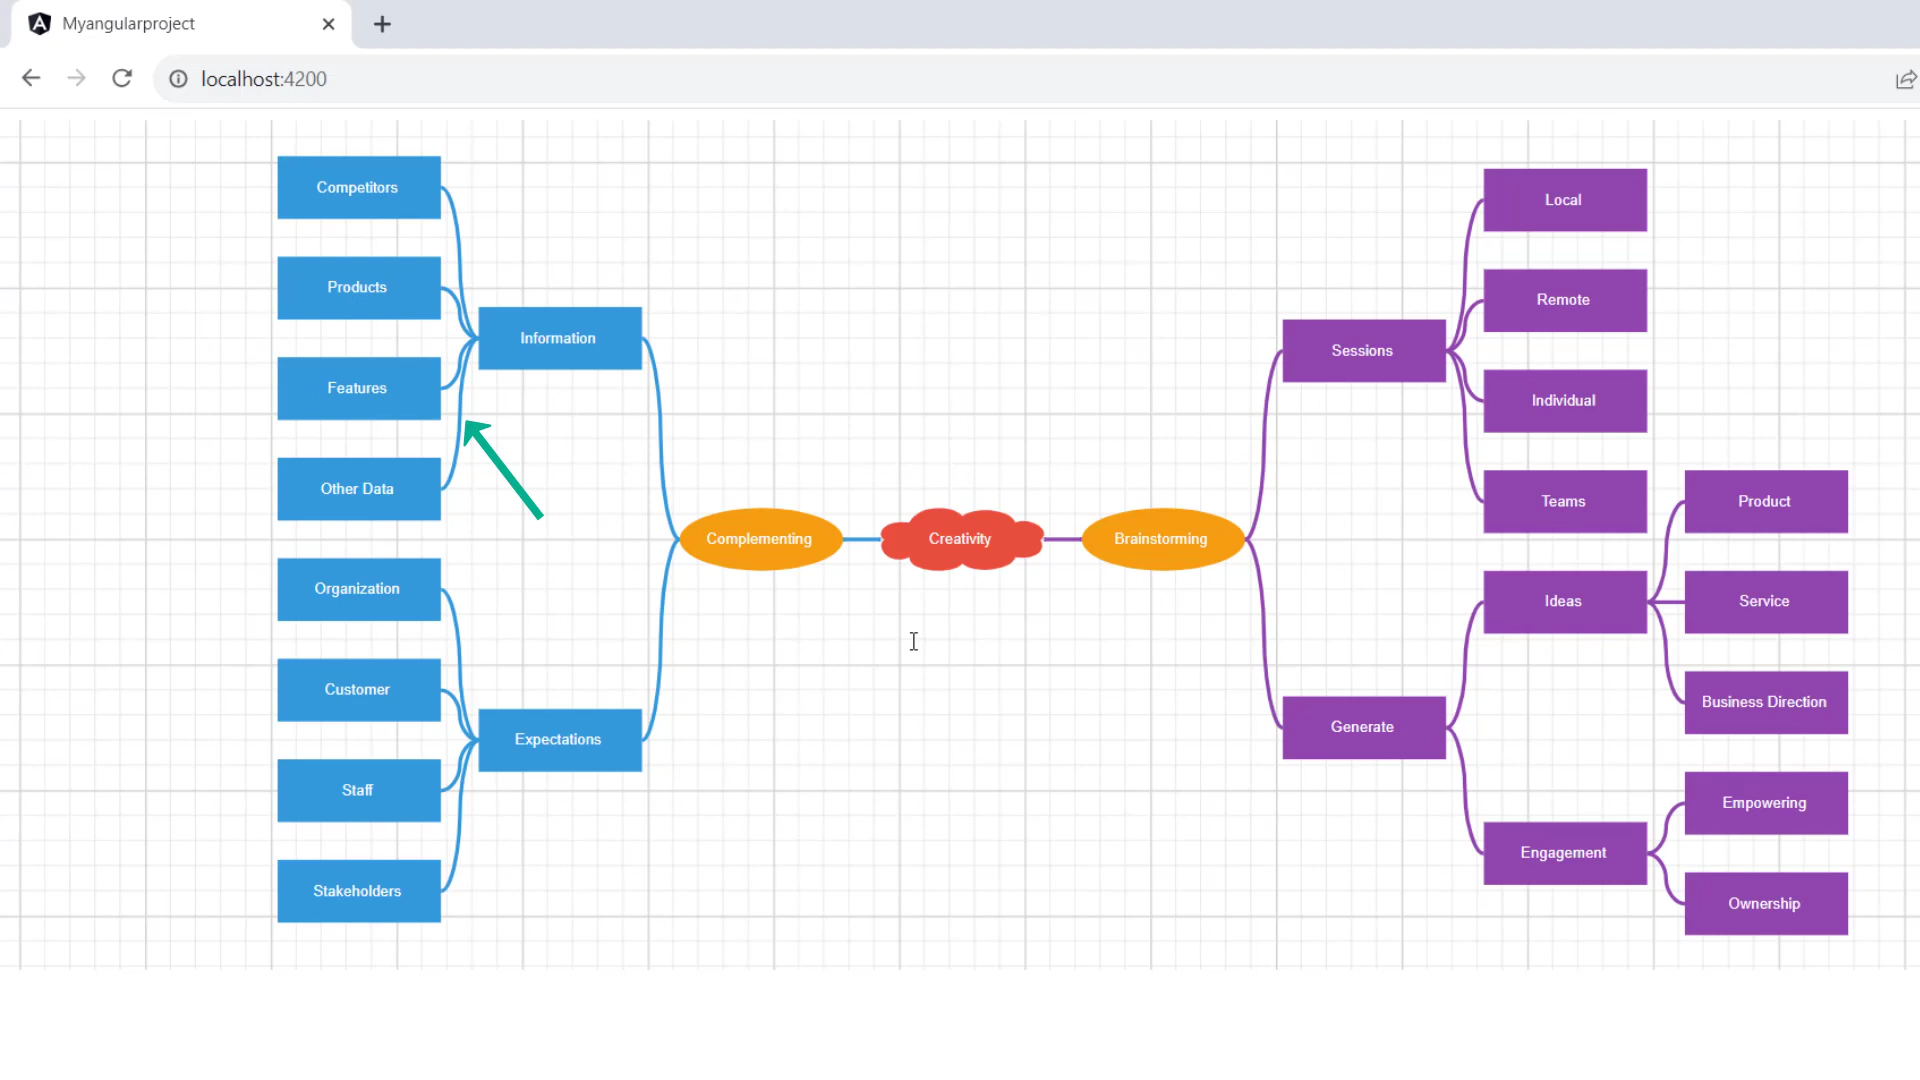 Myangularproject
localhost:4200
Competitors
Products
Features
Other Data
Organization
Customer
Staff
Stakeholders
Information
Expectations
Complementing
Creativity
Brainstorming
Sessions
Generate
Local
Remote
Individual
Teams
Ideas
Engagement
Product
Service
Business Direction
Empowering
Ownership